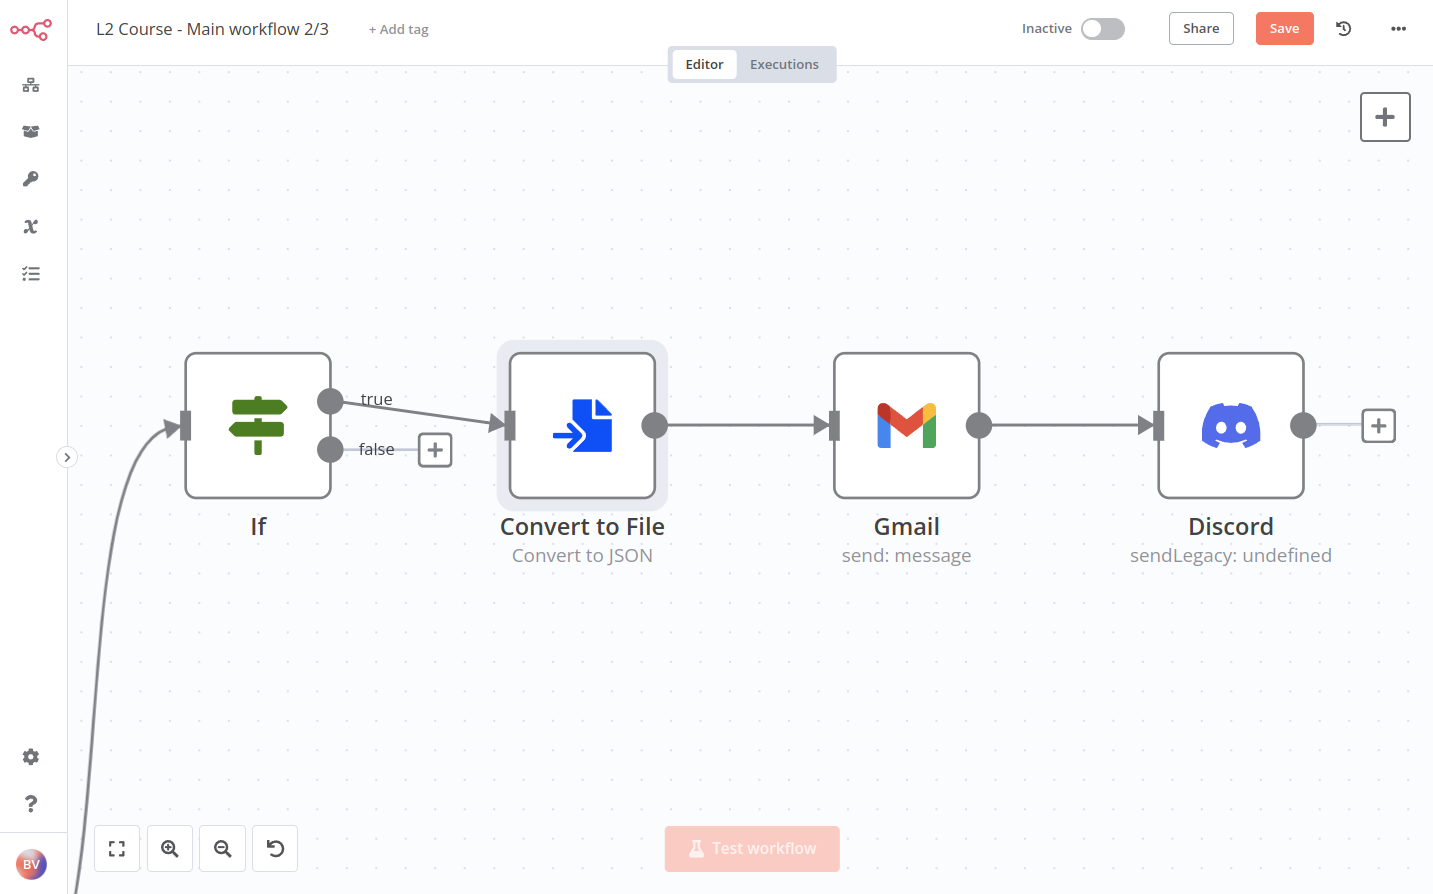 L2 Course - Main workflow 2/3
+ Add tag
Inactive
Share
Save
Editor
Executions
true
false
If
Convert to File
Convert to JSON
Gmail
send: message
Discord
sendLegacy: undefined
BV
Test workflow